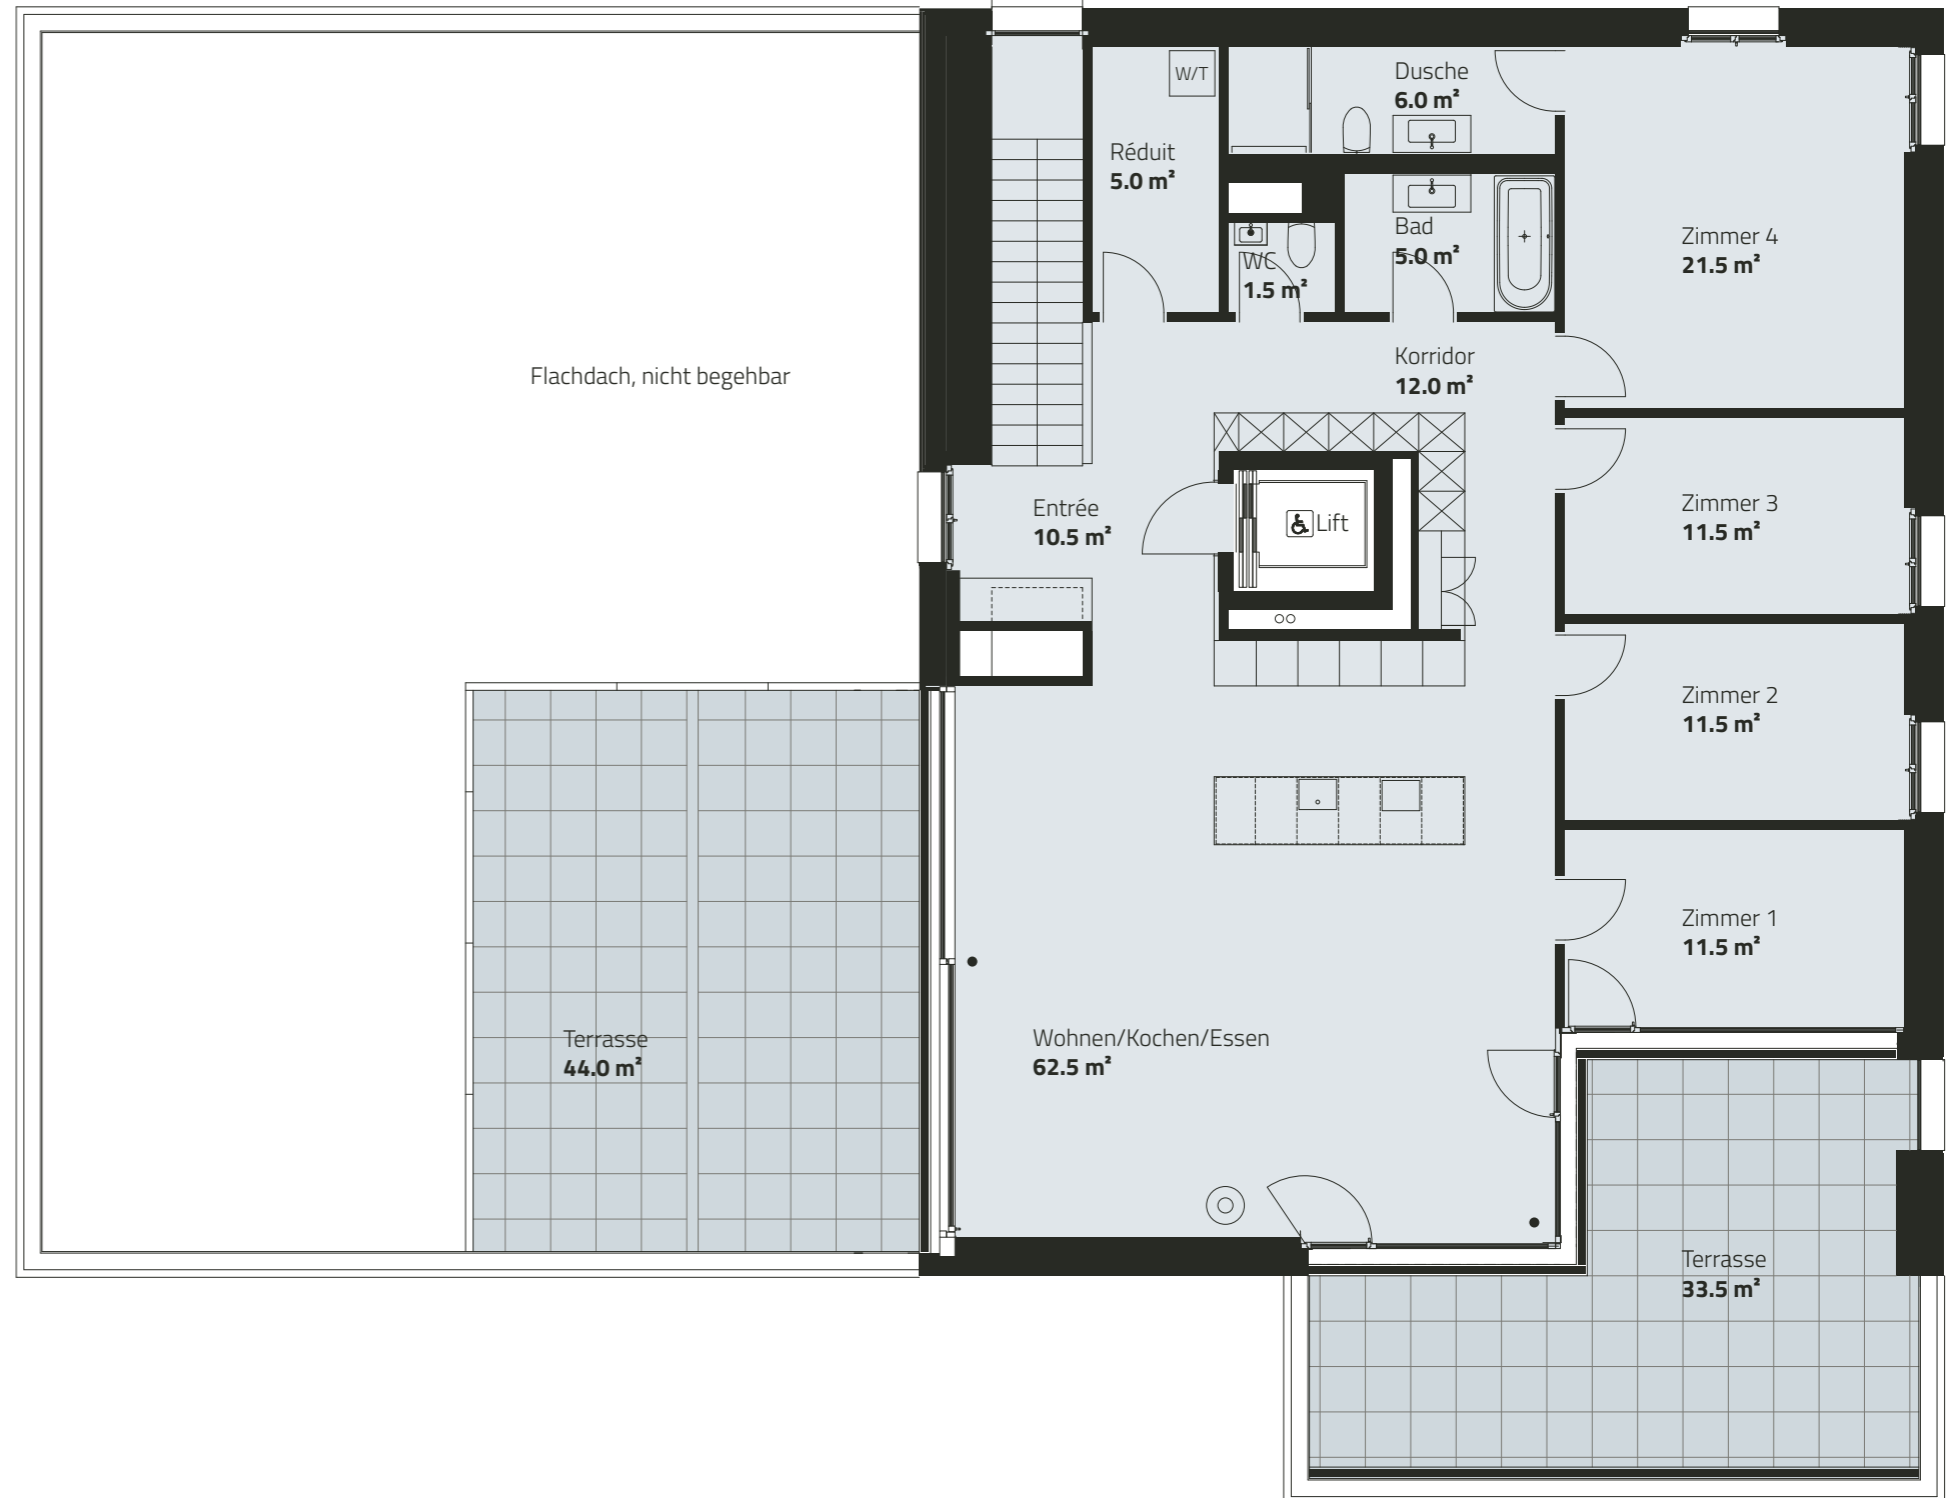 W/T
Dusche
6.0 m²
Réduit
5.0 m²
Bad
5.0 m²
WC
1.5 m²
Zimmer 4
21.5 m²
Flachdach, nicht begehbar
Korridor
12.0 m²
Entrée
10.5 m²
Lift
Zimmer 3
11.5 m²
Zimmer 2
11.5 m²
Zimmer 1
11.5 m²
Terrasse
44.0 m²
Wohnen/Kochen/Essen
62.5 m²
Terrasse
33.5 m²